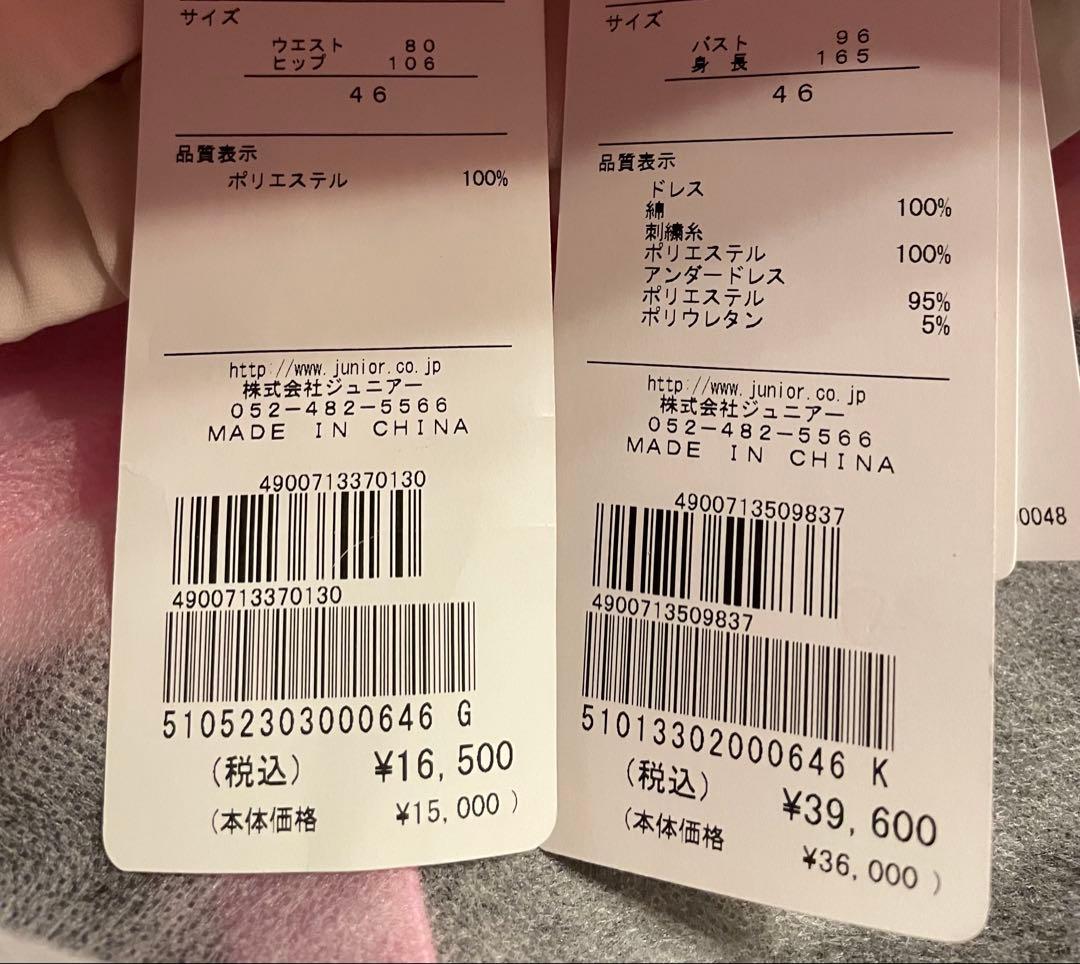 サイズ
ウエスト 80
ヒップ 106
46
品質表示
ポリエステル 100%
http://www.junior.co.jp
株式会社ジュニアー
052-482-5566
MADE IN CHINA
4900713370130
4900713370130
51052303000646 G
(税込) ¥16,500
(本体価格 ¥15,000)
サイズ
バスト 96
身長 165
46
品質表示
ドレス
綿 100%
刺繍糸
ポリエステル 100%
アンダードレス
ポリエステル 95%
ポリウレタン 5%
http://www.junior.co.jp
株式会社ジュニアー
052-482-5566
MADE IN CHINA
4900713509837
4900713509837
51013302000646 K
(税込) ¥39,600
(本体価格 ¥36,000)
0048